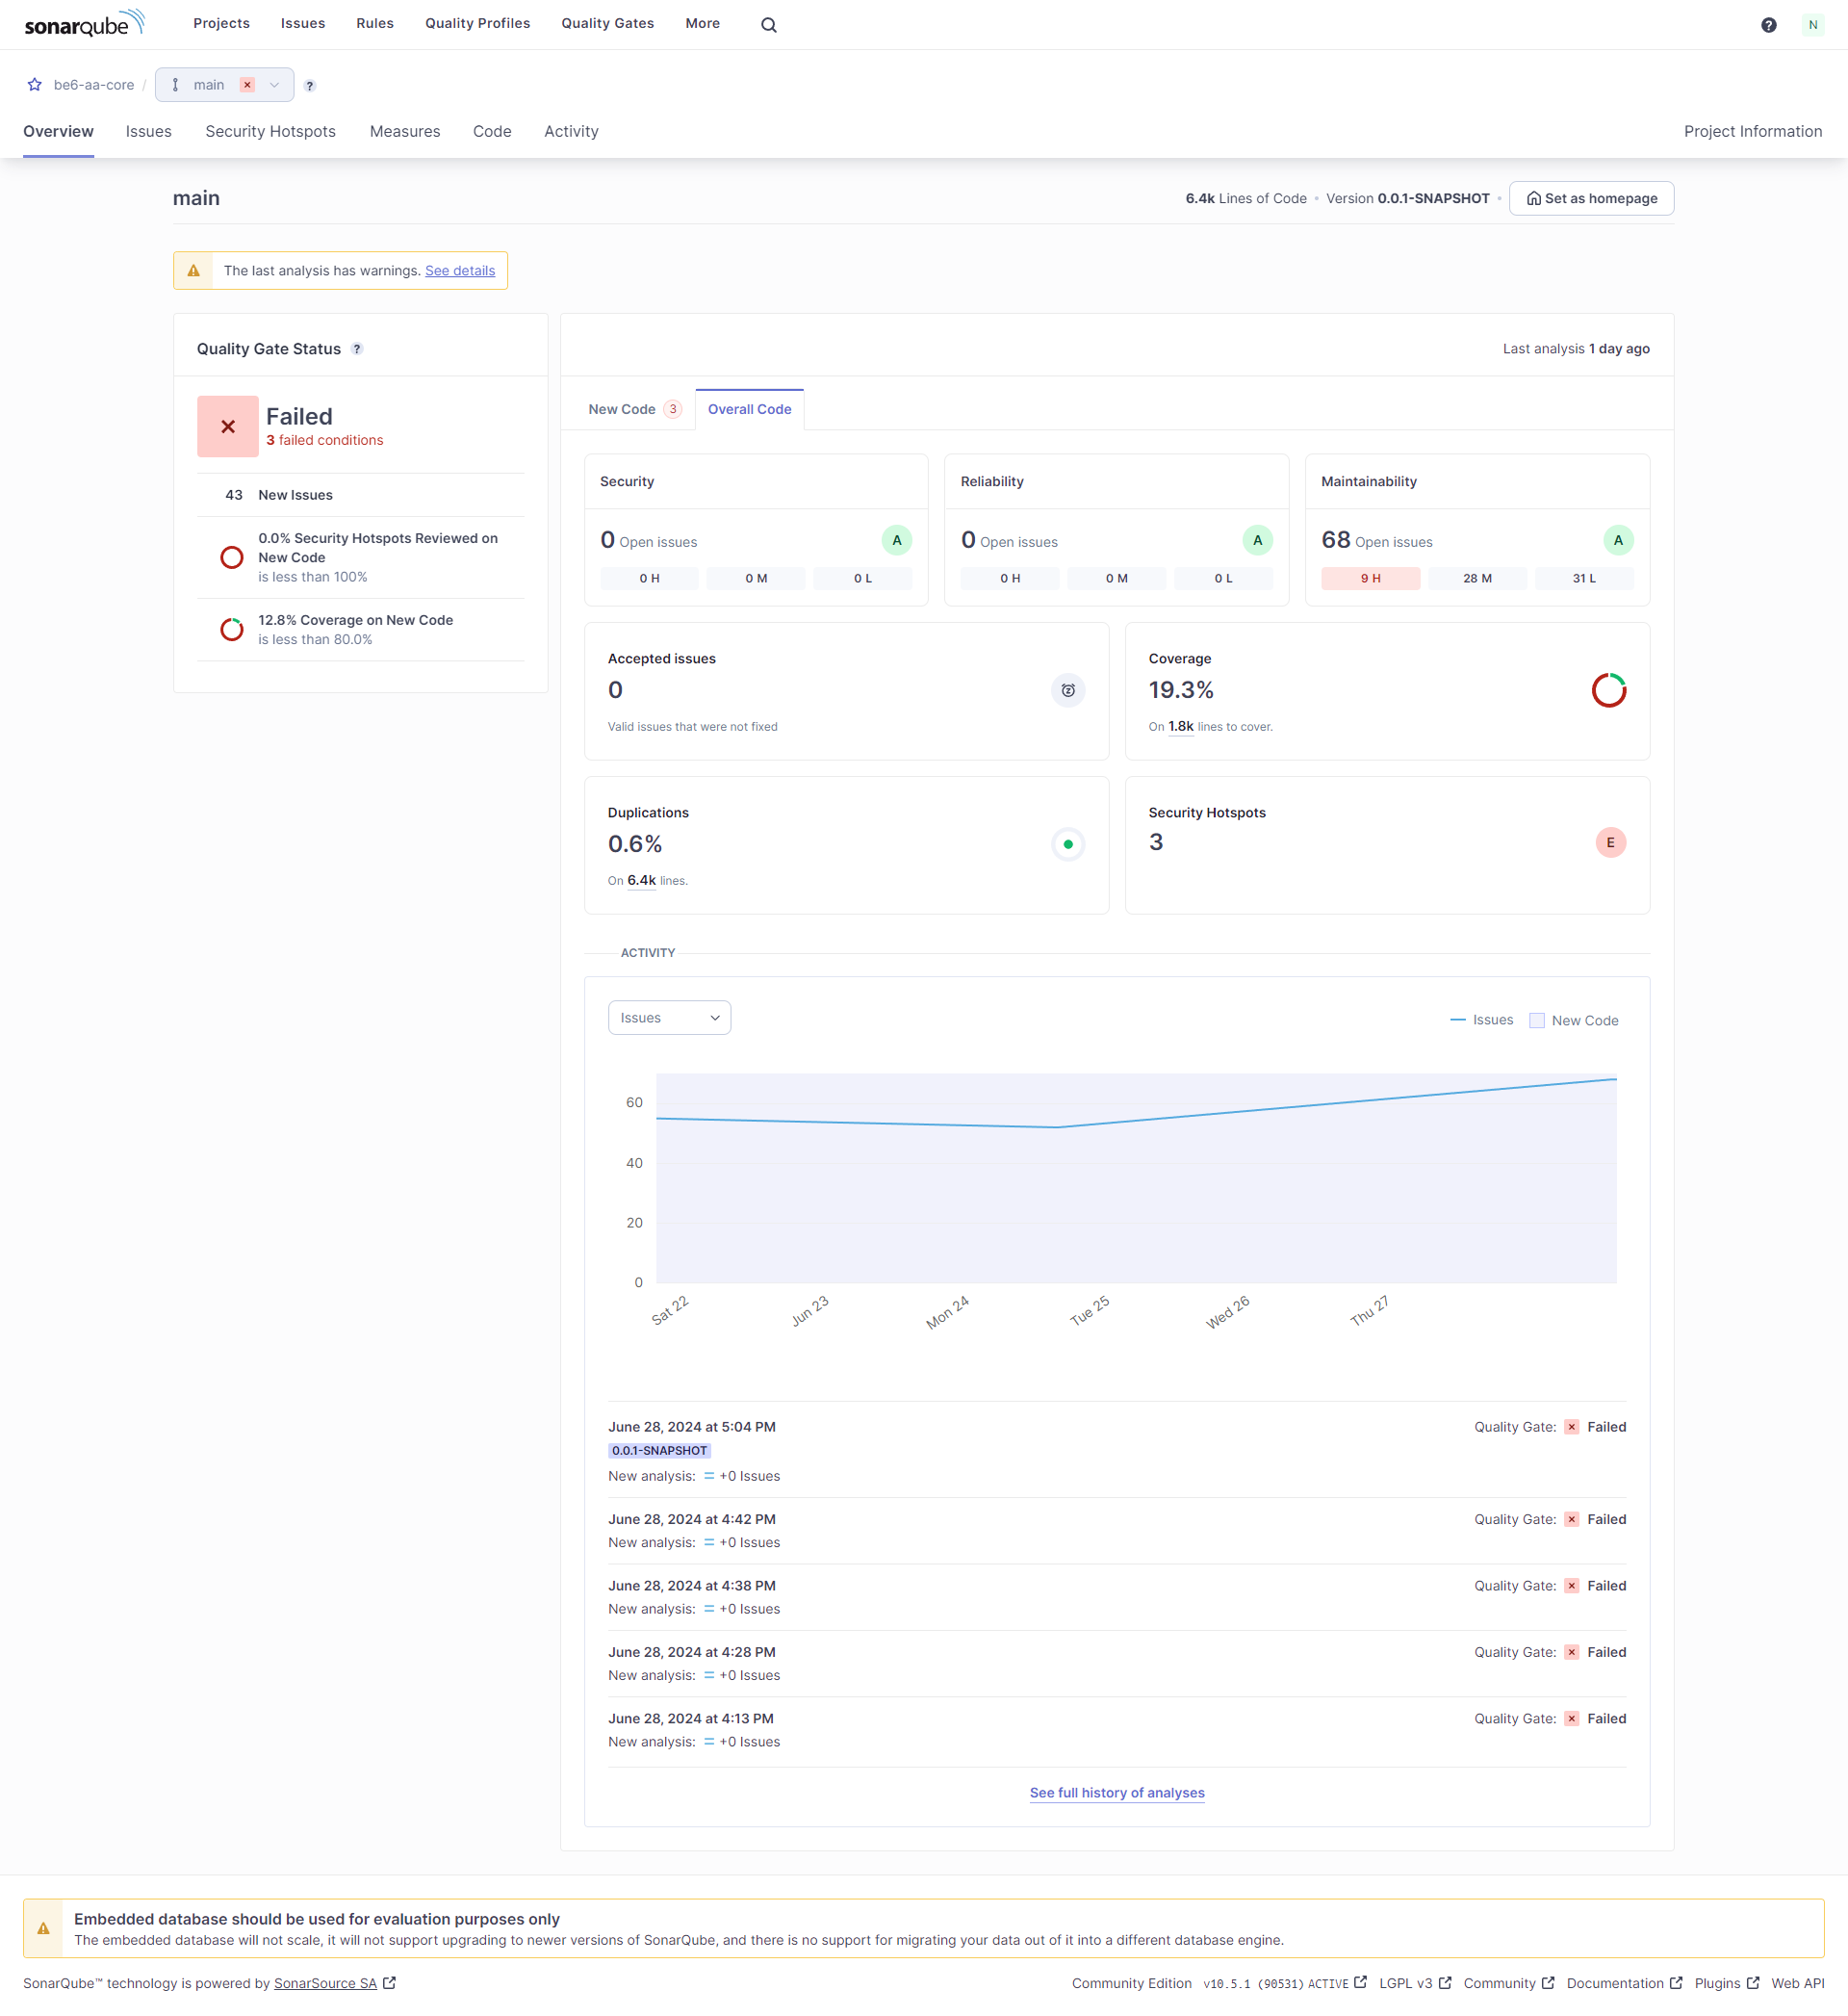 sonarqube
Projects Issues Rules Quality Profiles Quality Gates More
? N
be6-aa-core / main ?
Overview Issues Security Hotspots Measures Code Activity Project Information
main 6.4k Lines of Code • Version 0.0.1-SNAPSHOT • Set as homepage
The last analysis has warnings. See details
Quality Gate Status ?
Failed
3 failed conditions
43 New Issues
0.0% Security Hotspots Reviewed on
New Code
is less than 100%
12.8% Coverage on New Code
is less than 80.0%
Last analysis 1 day ago
New Code 3 Overall Code
Security
0 Open issues A
0 H 0 M 0 L
Reliability
0 Open issues A
0 H 0 M 0 L
Maintainability
68 Open issues A
9 H 28 M 31 L
Accepted issues
0
Valid issues that were not fixed
Coverage
19.3%
On 1.8k lines to cover.
Duplications
0.6%
On 6.4k lines.
Security Hotspots
3 E
ACTIVITY
Issues
Issues New Code
60
40
20
0
Sat 22 Jun 23 Mon 24 Tue 25 Wed 26 Thu 27
June 28, 2024 at 5:04 PM Quality Gate: Failed
0.0.1-SNAPSHOT
New analysis: = +0 Issues
June 28, 2024 at 4:42 PM Quality Gate: Failed
New analysis: = +0 Issues
June 28, 2024 at 4:38 PM Quality Gate: Failed
New analysis: = +0 Issues
June 28, 2024 at 4:28 PM Quality Gate: Failed
New analysis: = +0 Issues
June 28, 2024 at 4:13 PM Quality Gate: Failed
New analysis: = +0 Issues
See full history of analyses
Embedded database should be used for evaluation purposes only
The embedded database will not scale, it will not support upgrading to newer versions of SonarQube, and there is no support for migrating your data out of it into a different database engine.
SonarQube™ technology is powered by SonarSource SA Community Edition v10.5.1 (90531) ACTIVE LGPL v3 Community Documentation Plugins Web API